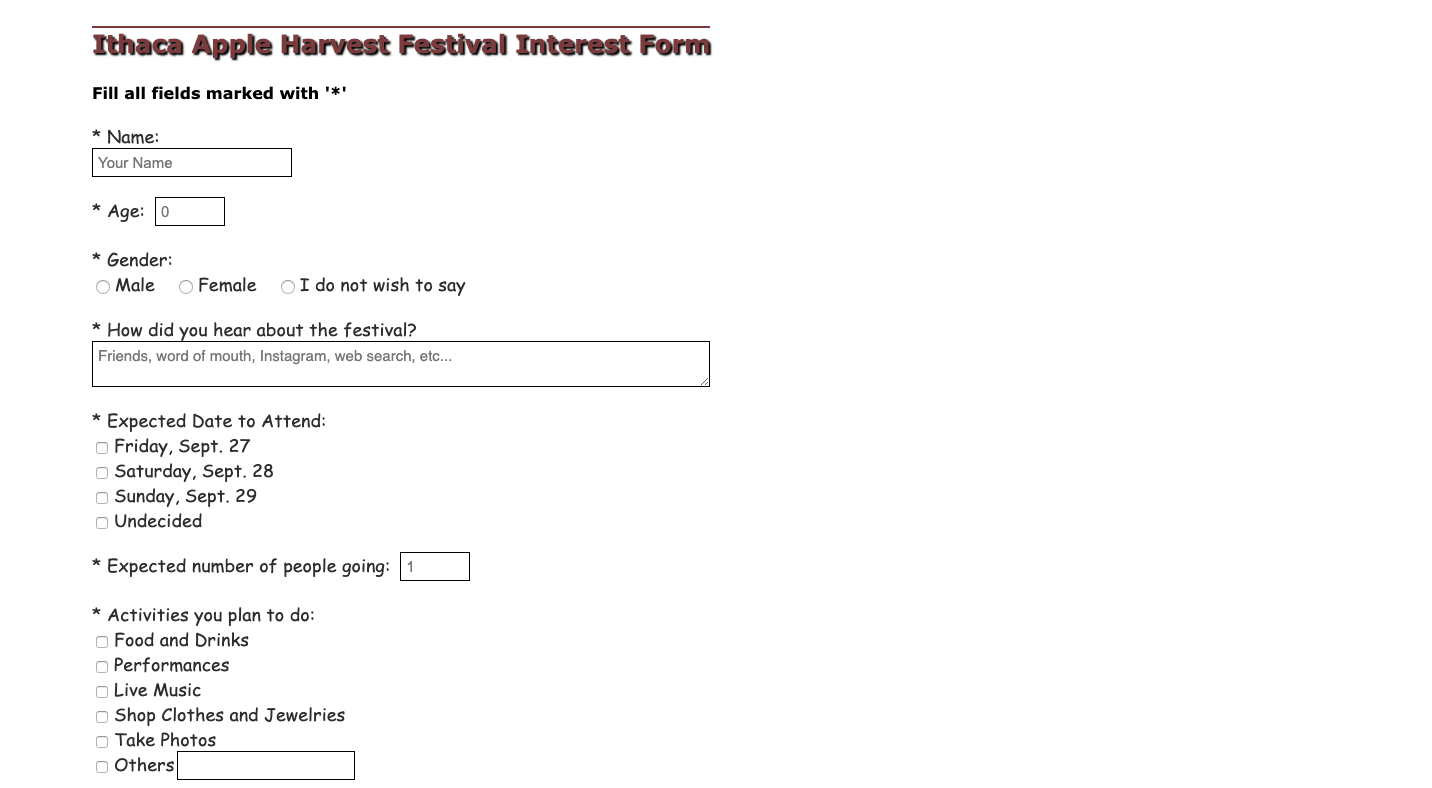 Ithaca Apple Harvest Festival Interest Form
Fill all fields marked with '*'
* Name:
Your Name
* Age: 0
* Gender:
Male Female I do not wish to say
* How did you hear about the festival?
Friends, word of mouth, Instagram, web search, etc...
* Expected Date to Attend:
Friday, Sept. 27
Saturday, Sept. 28
Sunday, Sept. 29
Undecided
* Expected number of people going: 1
* Activities you plan to do:
Food and Drinks
Performances
Live Music
Shop Clothes and Jewelries
Take Photos
Others